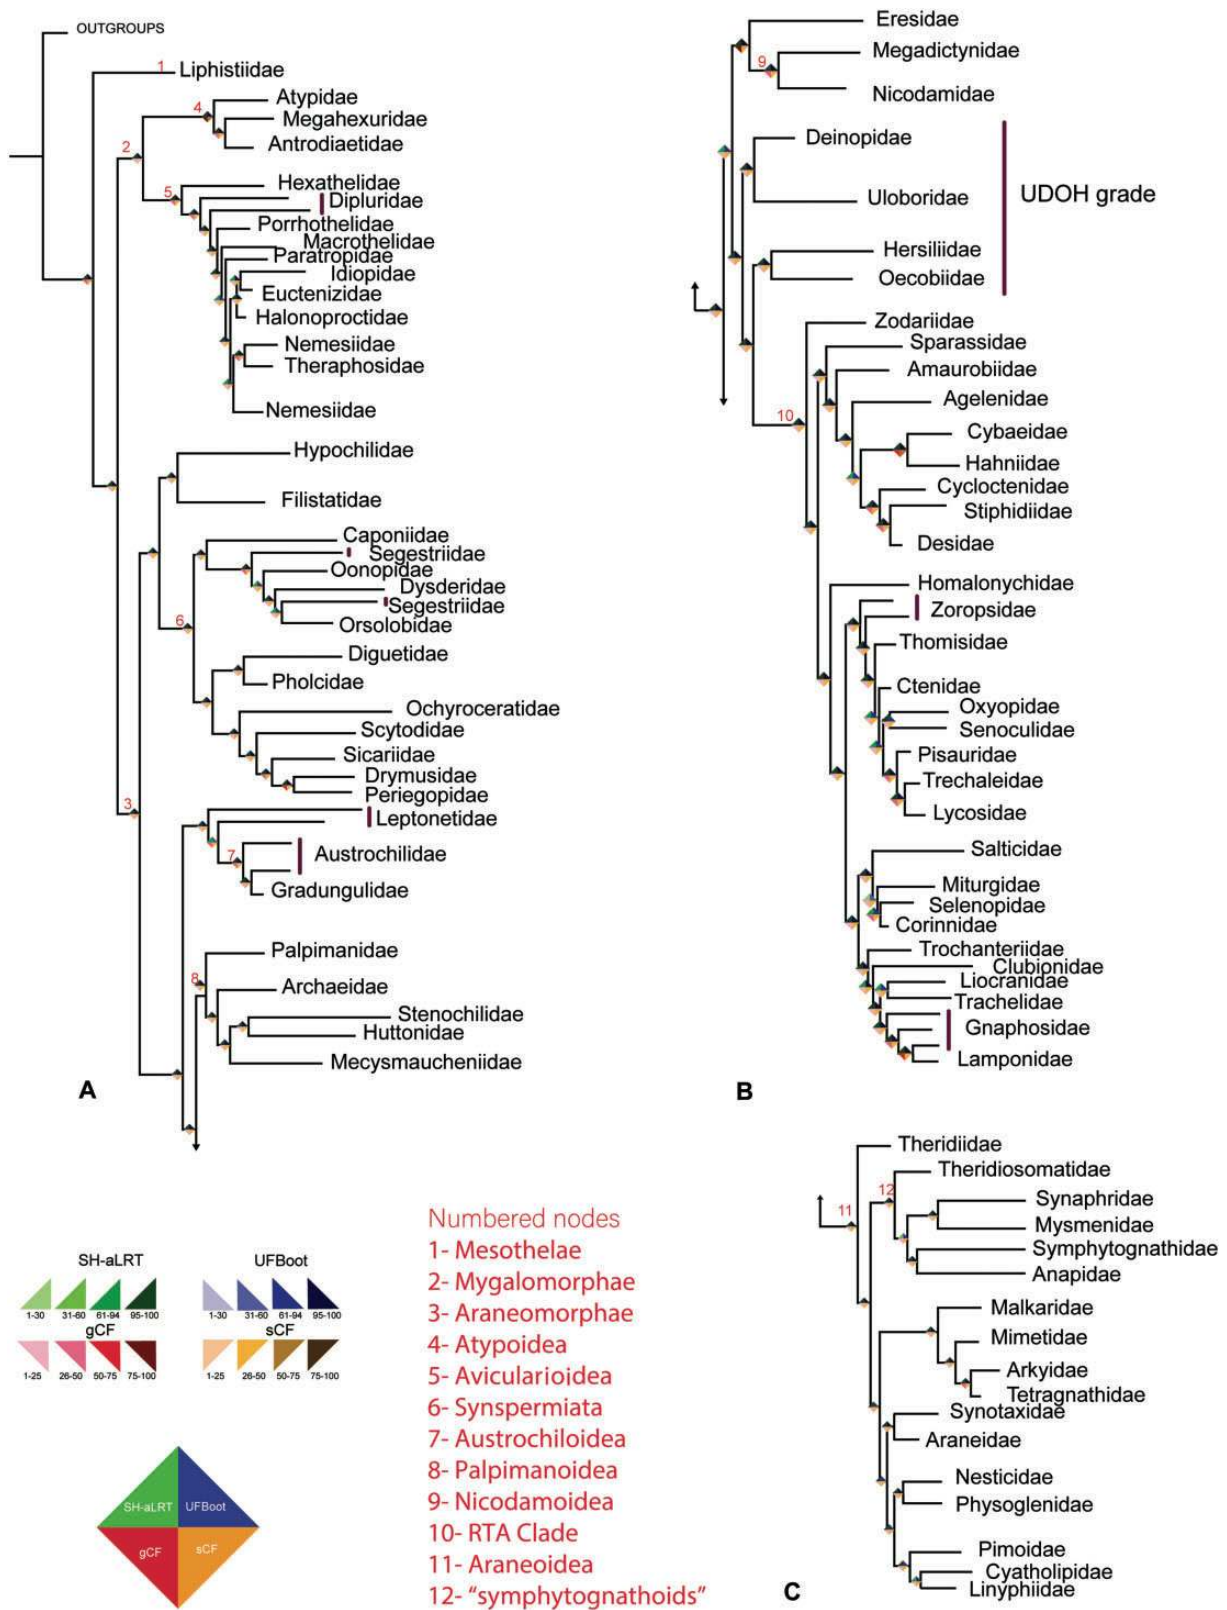 OUTGROUPS
1
Liphistiidae
4
Atypidae
Megahexuridae
Antrodiaetidae
2
5
Hexathelidae
Dipluridae
Porrhothelidae
Macrothelidae
Paratropidae
Idiopidae
Euctenizidae
Halonoproctidae
Nemesiidae
Theraphosidae
Nemesiidae
Hypochilidae
Filistatidae
Caponiidae
Segestriidae
Oonopidae
Dysderidae
Segestriidae
Orsolobidae
6
Diguetidae
Pholcidae
Ochyroceratidae
Scytodidae
Sicariidae
Drymusidae
Periegopidae
3
Leptonetidae
7
Austrochilidae
Gradungulidae
Palpimanidae
8
Archaeidae
Stenochilidae
Huttonidae
Mecysmaucheniidae
A
Eresidae
9
Megadictynidae
Nicodamidae
Deinopidae
Uloboridae
UDOH grade
Hersiliidae
Oecobiidae
Zodariidae
Sparassidae
Amaurobiidae
Agelenidae
10
Cybaeidae
Hahniidae
Cycloctenidae
Stiphidiidae
Desidae
Homalonychidae
Zoropsidae
Thomisidae
Ctenidae
Oxyopidae
Senoculidae
Pisauridae
Trechaleidae
Lycosidae
Salticidae
Miturgidae
Selenopidae
Corinnidae
Trochanteriidae
Clubionidae
Liocranidae
Trachelidae
Gnaphosidae
Lamponidae
B
Theridiidae
Theridiosomatidae
12
11
Synaphridae
Mysmenidae
Symphytognathidae
Anapidae
Malkaridae
Mimetidae
Arkyidae
Tetragnathidae
Synotaxidae
Araneidae
Nesticidae
Physoglenidae
Pimoidae
Cyatholipidae
Linyphiidae
C
SH-aLRT
1-30 31-60 61-94 95-100
gCF
1-25 26-50 50-75 75-100
UFBoot
1-30 31-60 61-94 95-100
sCF
1-25 26-50 50-75 75-100
SH-aLRT UFBoot
gCF sCF
Numbered nodes
1- Mesothelae
2- Mygalomorphae
3- Araneomorphae
4- Atypoidea
5- Avicularioidea
6- Synspermiata
7- Austrochiloidea
8- Palpimanoidea
9- Nicodamoidea
10- RTA Clade
11- Araneoidea
12- “symphytognathoids”